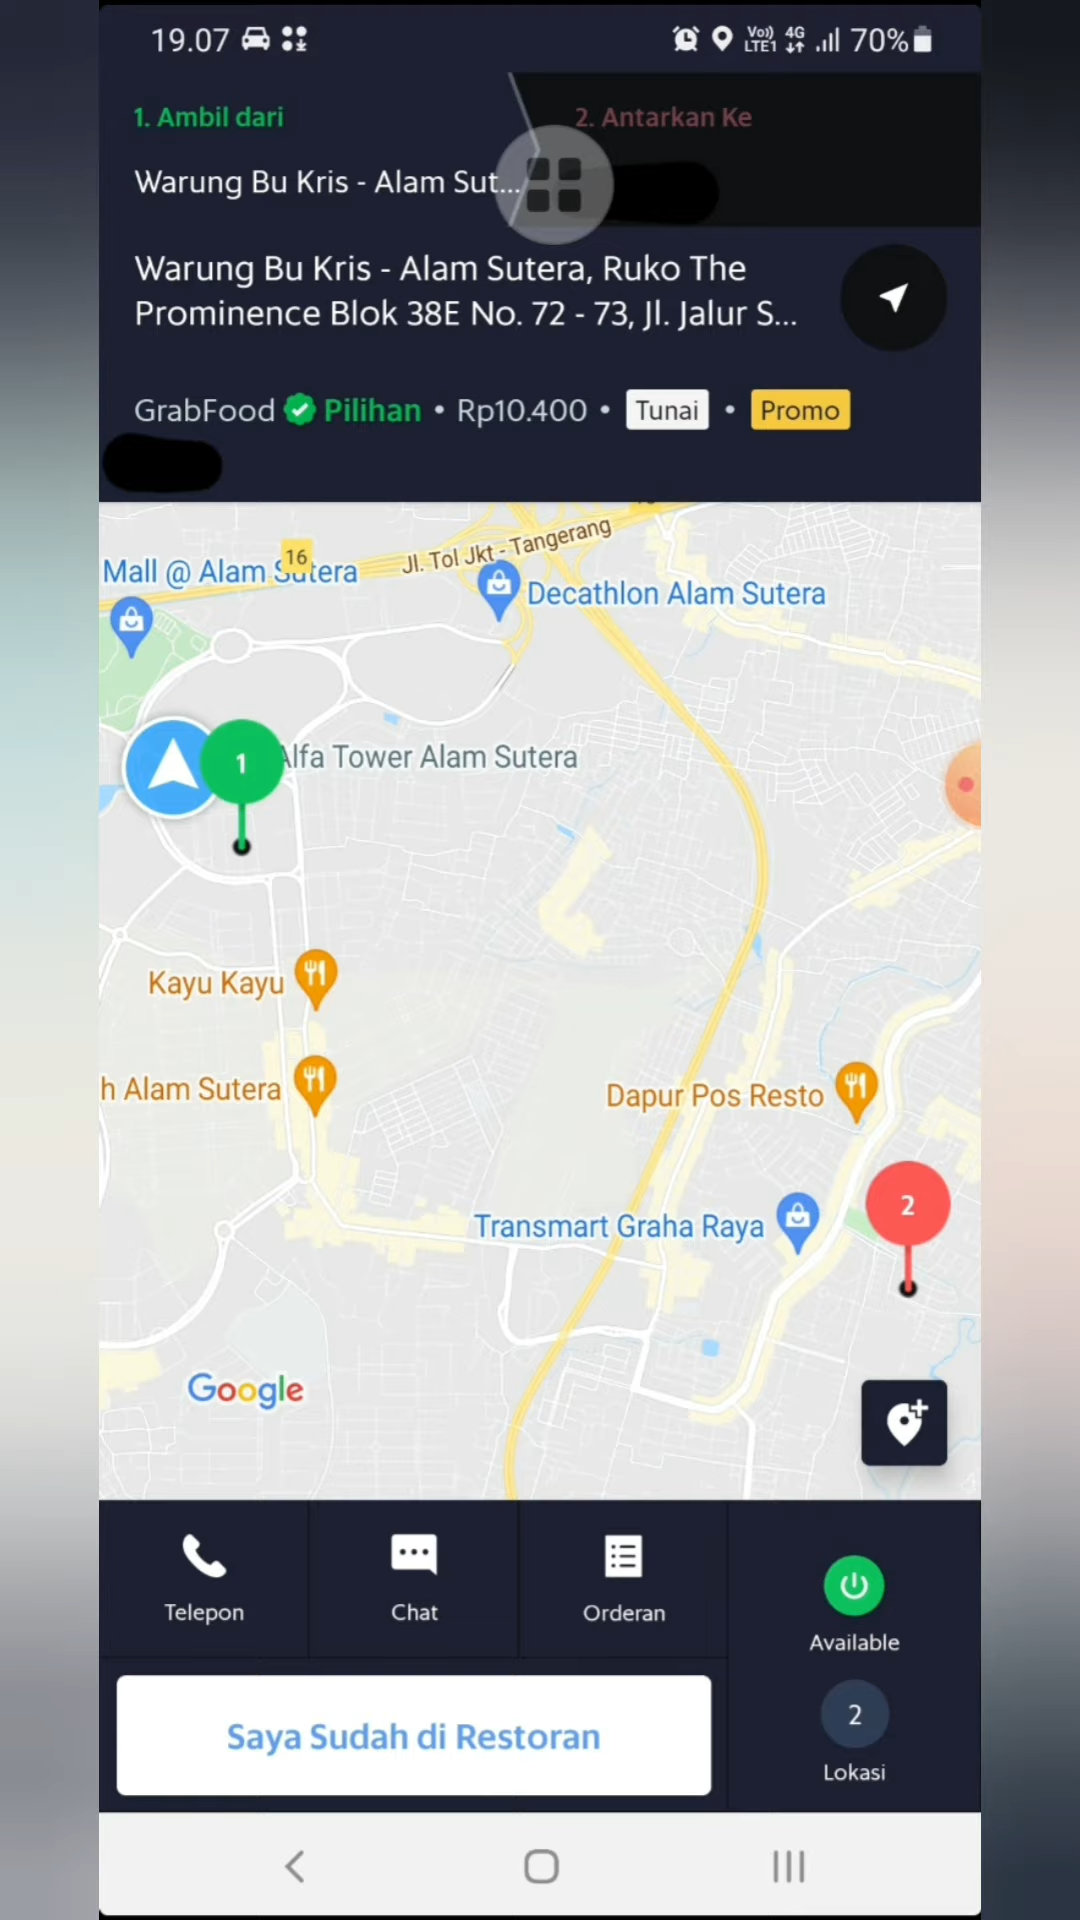 19.07
Vo)) LTE1 4G 70%
1. Ambil dari
2. Antarkan Ke
Warung Bu Kris - Alam Sut...
Warung Bu Kris - Alam Sutera, Ruko The
Prominence Blok 38E No. 72 - 73, Jl. Jalur S...
GrabFood Pilihan • Rp10.400 • Tunai • Promo
Jl. Tol Jkt - Tangerang
16
Mall @ Alam Sutera
Decathlon Alam Sutera
1
Alfa Tower Alam Sutera
Kayu Kayu
h Alam Sutera
Dapur Pos Resto
2
Transmart Graha Raya
Google
Telepon
Chat
Orderan
Available
Saya Sudah di Restoran
2
Lokasi